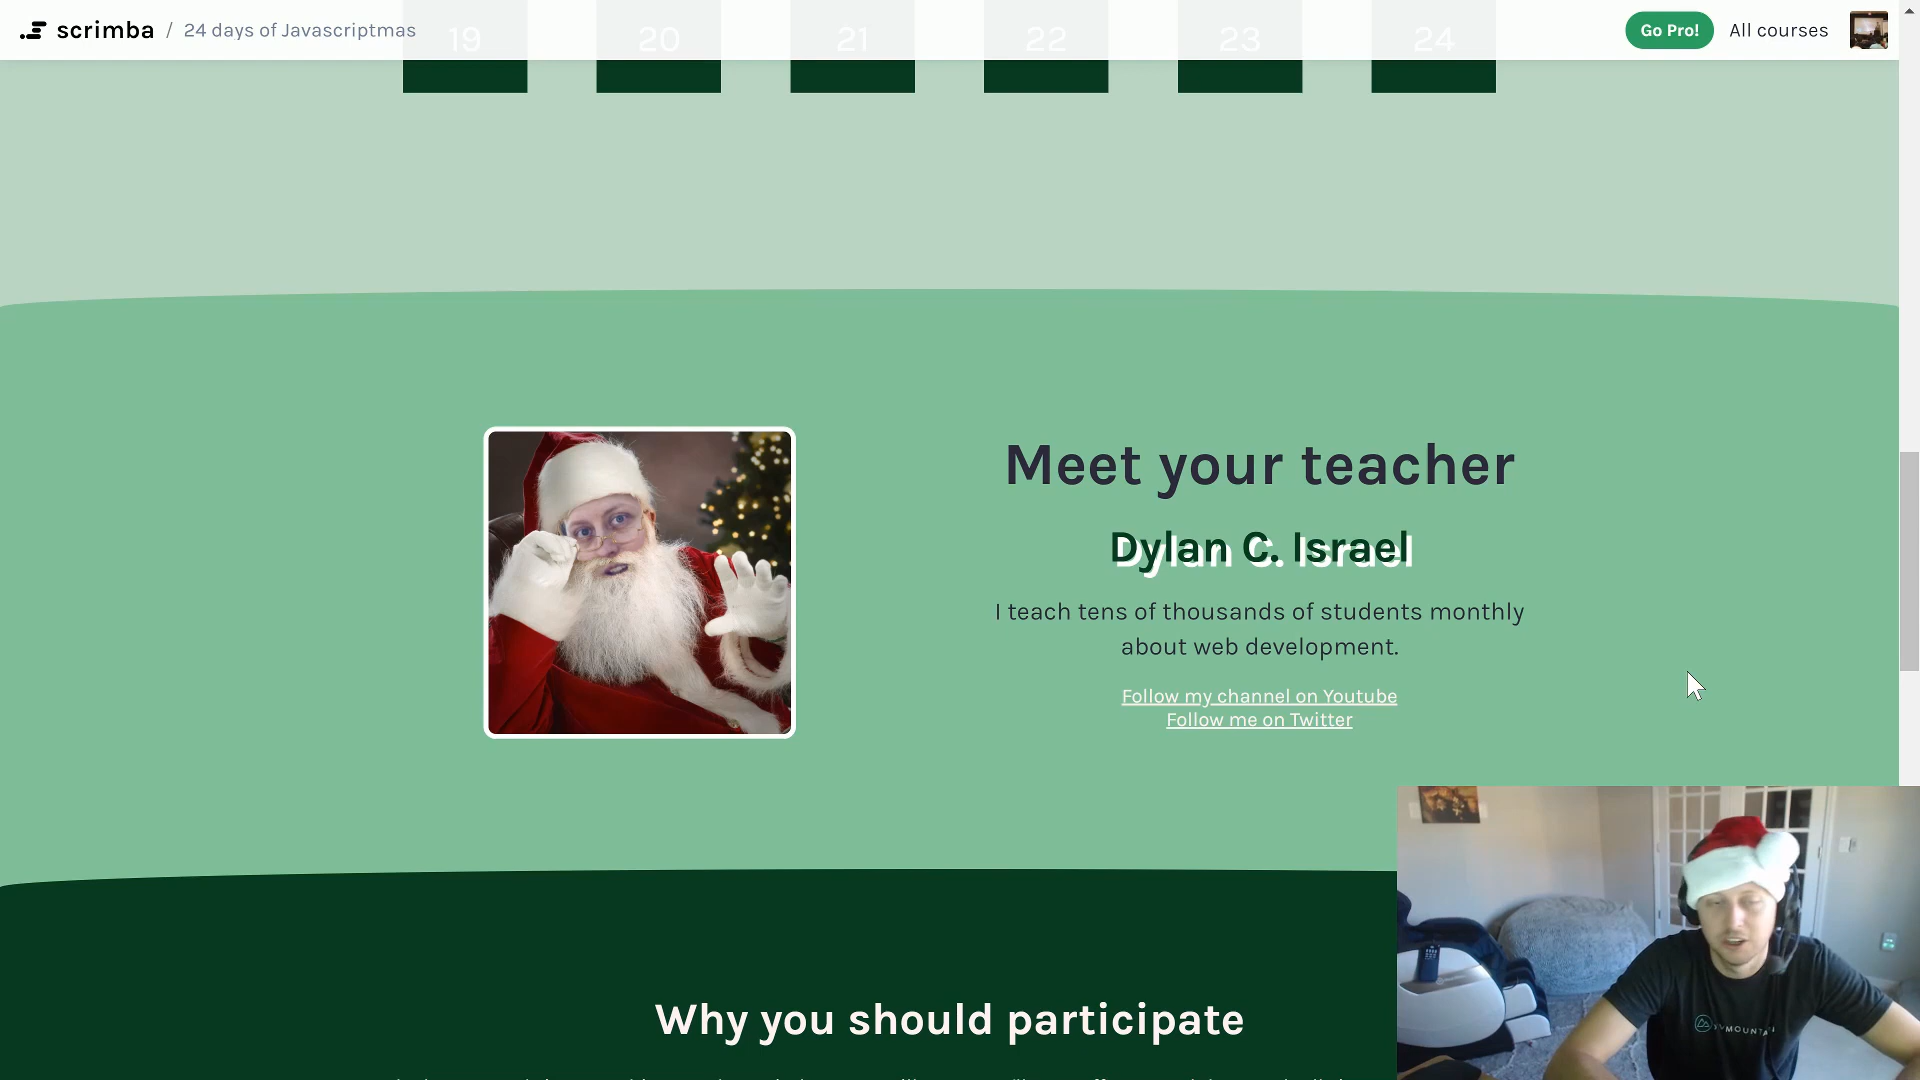 scrimba / 24 days of Javascriptmas
Go Pro!
All courses
19 20 21 22 23 24
Meet your teacher
Dylan C. Israel
I teach tens of thousands of students monthly
about web development.
Follow my channel on Youtube
Follow me on Twitter
Why you should participate